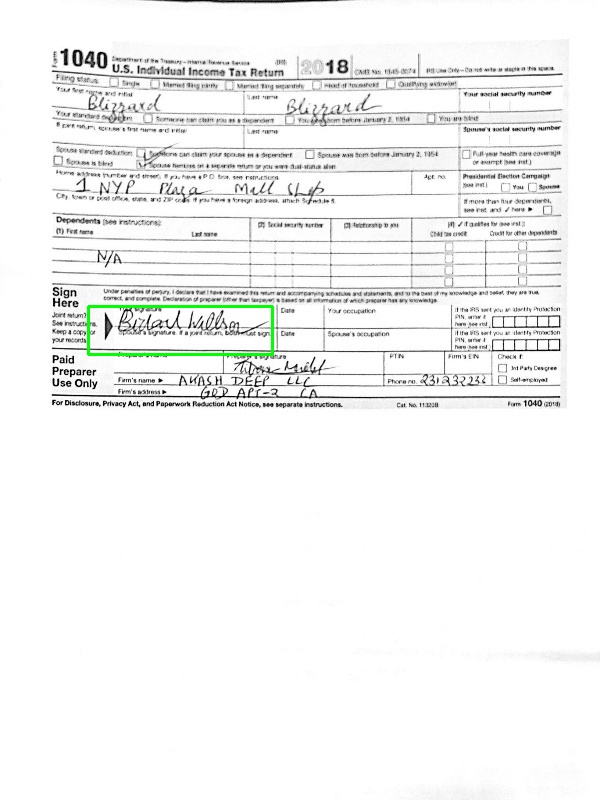 Form 1040 Department of the Treasury—Internal Revenue Service (99) U.S. Individual Income Tax Return 2018 OMB No. 1545-0074 IRS Use Only—Do not write or staple in this space.
Filing status: Single Married filing jointly Married filing separately Head of household Qualifying widow(er)
Your first name and initial Last name Your social security number
Blizzard Blizzard
Your standard deduction Someone can claim you as a dependent You were born before January 2, 1954 You are blind
If joint return, spouse's first name and initial Last name Spouse's social security number
Spouse standard deduction: Someone can claim your spouse as a dependent Spouse was born before January 2, 1954 Full-year health care coverage or exempt (see inst.)
Spouse is blind Spouse itemizes on a separate return or you were dual-status alien
Home address (number and street). If you have a P.O. box, see instructions. Apt. no. Presidential Election Campaign (see inst.) You Spouse
1 NYP Plaza Mall
City, town or post office, state, and ZIP code. If you have a foreign address, attach Schedule 6. If more than four dependents, see inst. and ✓ here ▶
Dependents (see instructions): (2) Social security number (3) Relationship to you (4) ✓ if qualifies for (see inst.):
(1) First name Last name Child tax credit Credit for other dependents
N/A
Sign Here Under penalties of perjury, I declare that I have examined this return and accompanying schedules and statements, and to the best of my knowledge and belief, they are true, correct, and complete. Declaration of preparer (other than taxpayer) is based on all information of which preparer has any knowledge.
Joint return? See instructions. Keep a copy for your records.
signature Date Your occupation If the IRS sent you an Identity Protection PIN, enter it here (see inst.)
Spouse's signature. If a joint return, both must sign. Date Spouse's occupation If the IRS sent you an Identity Protection PIN, enter it here (see inst.)
Paid Preparer Use Only
Preparer's name Preparer's signature PTIN Firm's EIN Check if:
3rd Party Designee
Firm's name ▶ AKASH DEEP LLC Phone no. 231232232 Self-employed
Firm's address ▶ GOD APT-2 CA
For Disclosure, Privacy Act, and Paperwork Reduction Act Notice, see separate instructions. Cat. No. 11320B Form 1040 (2018)